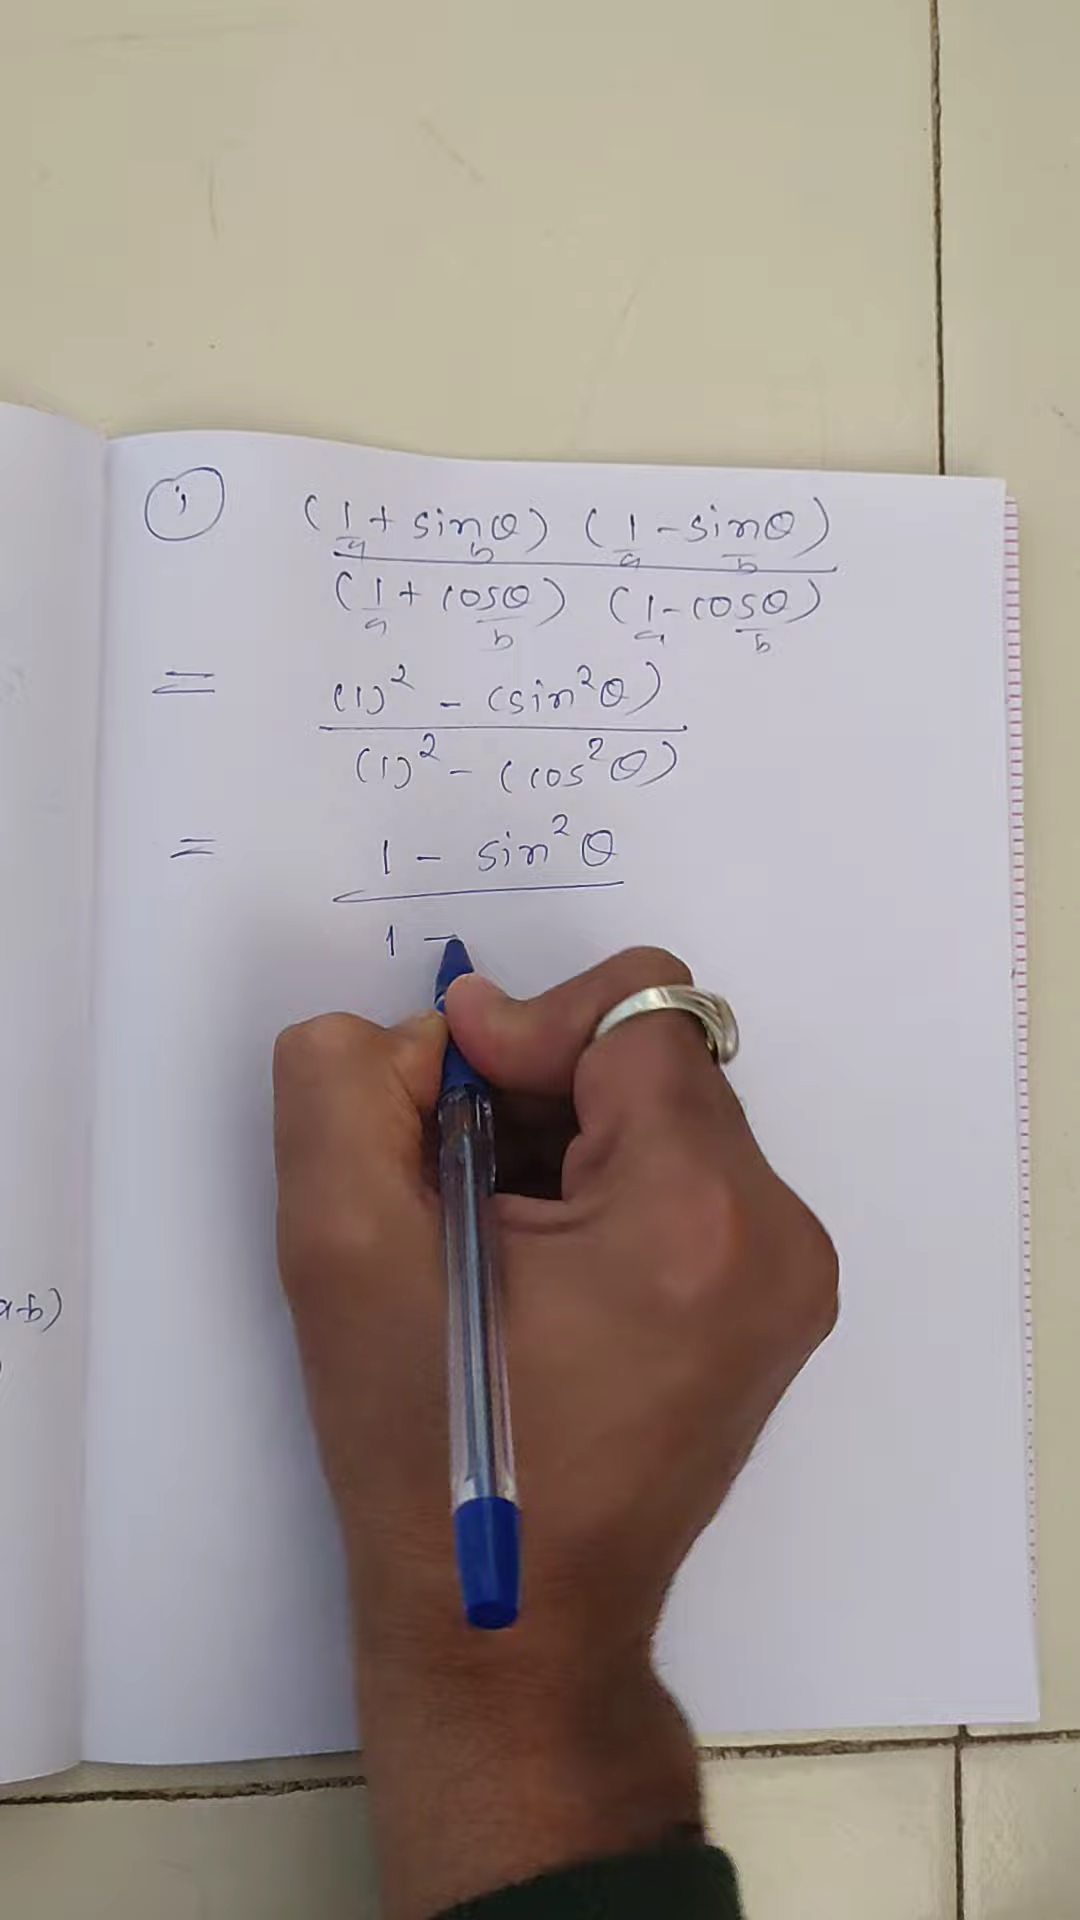 a-b)
i
(1 + sinθ) (1 - sinθ)
a b a b
(1 + cosθ) (1 - cosθ)
a b a b
= (1)² - (sin²θ)
(1)² - (cos²θ)
= 1 - sin²θ
1 -